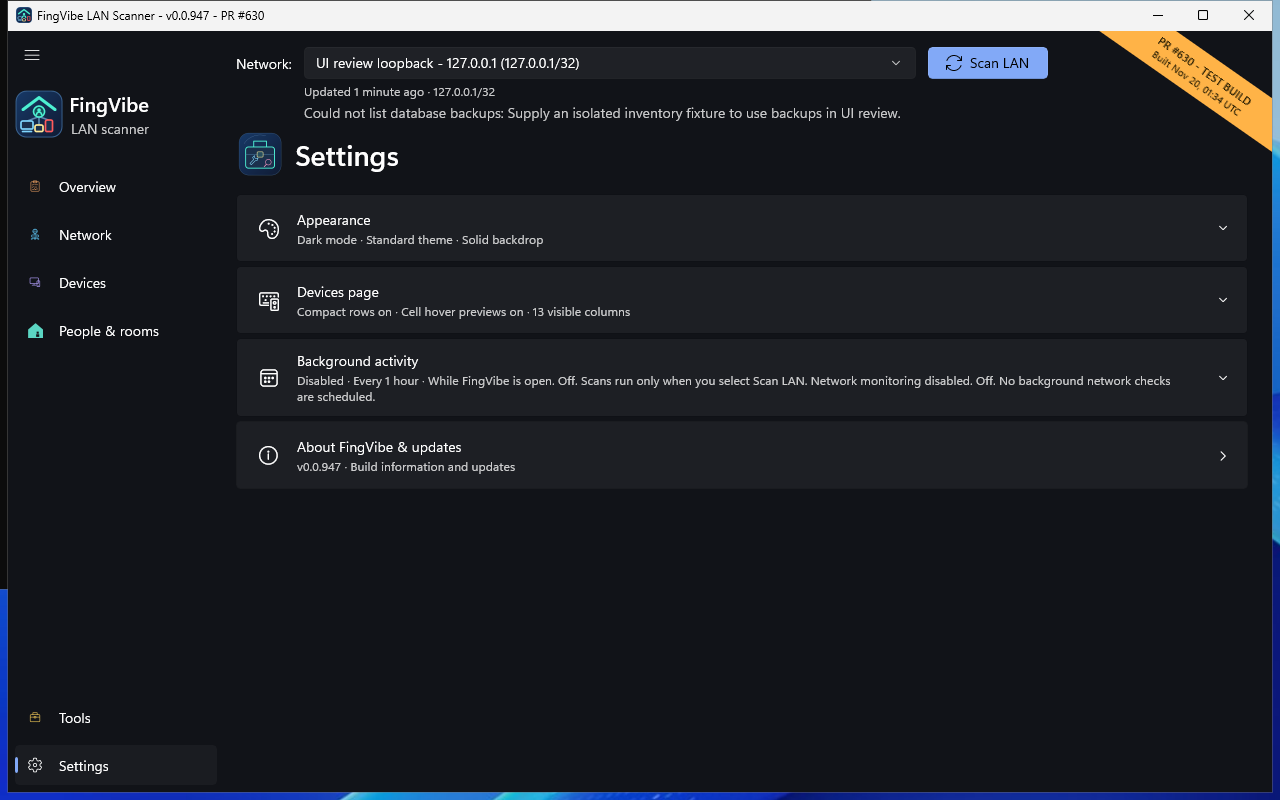 FingVibe LAN Scanner - v0.0.947 - PR #630
Network:
UI review loopback - 127.0.0.1 (127.0.0.1/32)
Scan LAN
PR #630 - TEST BUILD
Built Nov 20, 01:34 UTC
Updated 1 minute ago · 127.0.0.1/32
Could not list database backups: Supply an isolated inventory fixture to use backups in UI review.
FingVibe
LAN scanner
Overview
Network
Devices
People & rooms
Tools
Settings
Settings
Appearance
Dark mode · Standard theme · Solid backdrop
Devices page
Compact rows on · Cell hover previews on · 13 visible columns
Background activity
Disabled · Every 1 hour · While FingVibe is open. Off. Scans run only when you select Scan LAN. Network monitoring disabled. Off. No background network checks
are scheduled.
About FingVibe & updates
v0.0.947 · Build information and updates